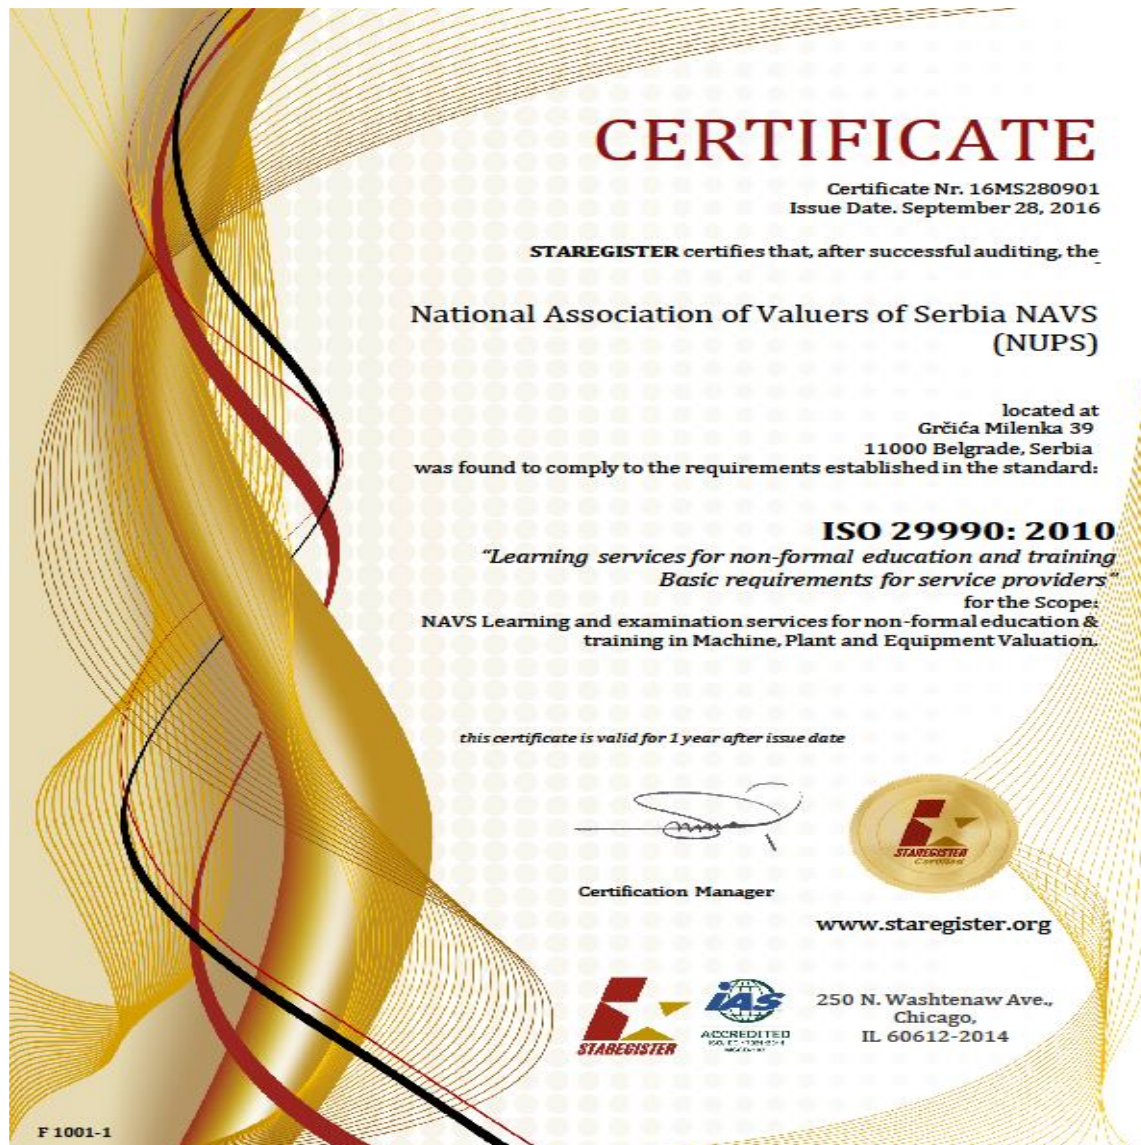 CERTIFICATE
Certificate Nr. 16MS280901
Issue Date. September 28, 2016
STAREGISTER certifies that, after successful auditing, the
National Association of Valuers of Serbia NAVS
(NUPS)
located at
Grčića Milenka 39
11000 Belgrade, Serbia
was found to comply to the requirements established in the standard:
ISO 29990: 2010
“Learning services for non-formal education and training
Basic requirements for service providers”
for the Scope:
NAVS Learning and examination services for non-formal education &
training in Machine, Plant and Equipment Valuation.
this certificate is valid for 1 year after issue date
STAREGISTER
Certified
Certification Manager
www.staregister.org
STAREGISTER
IAS
ACCREDITED
250 N. Washtenaw Ave.,
Chicago,
IL 60612-2014
F 1001-1